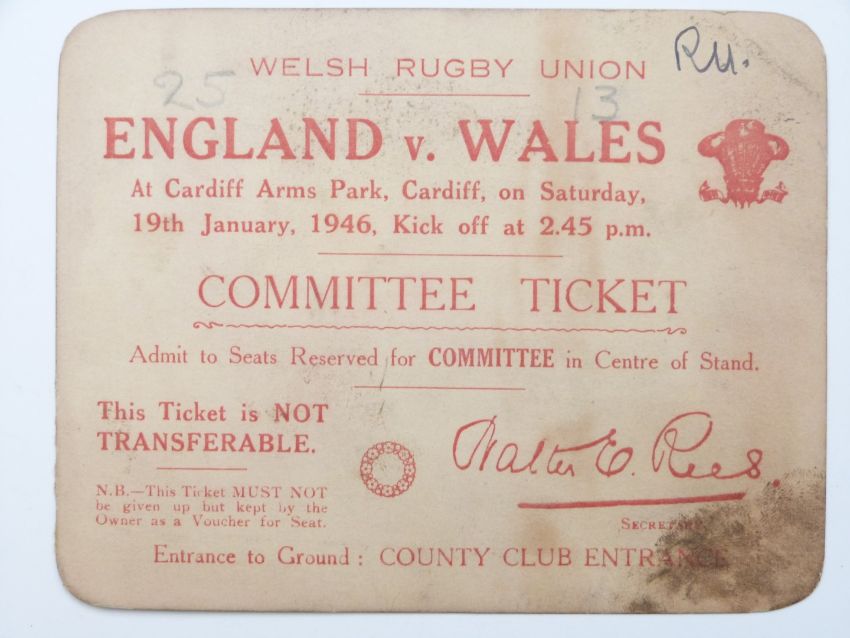 WELSH RUGBY UNION
RM.
25
13
ENGLAND v. WALES
At Cardiff Arms Park, Cardiff, on Saturday,
19th January, 1946, Kick off at 2.45 p.m.
COMMITTEE TICKET
Admit to Seats Reserved for COMMITTEE in Centre of Stand.
This Ticket is NOT
TRANSFERABLE.
N.B.—This Ticket MUST NOT
be given up but kept by the
Owner as a Voucher for Seat.
Walter E. Rees.
SECRETARY.
Entrance to Ground: COUNTY CLUB ENTRANCE